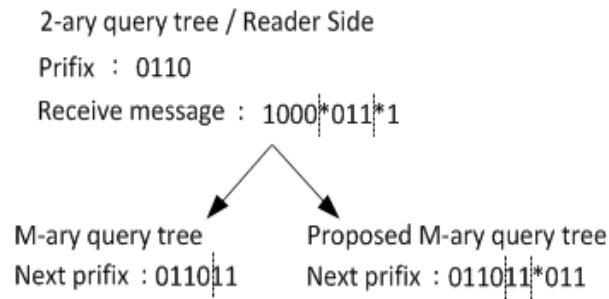 2-ary query tree / Reader Side
Prifix : 0110
Receive message : 1000*011*1
M-ary query tree
Next prifix : 011011
Proposed M-ary query tree
Next prifix : 011011*011